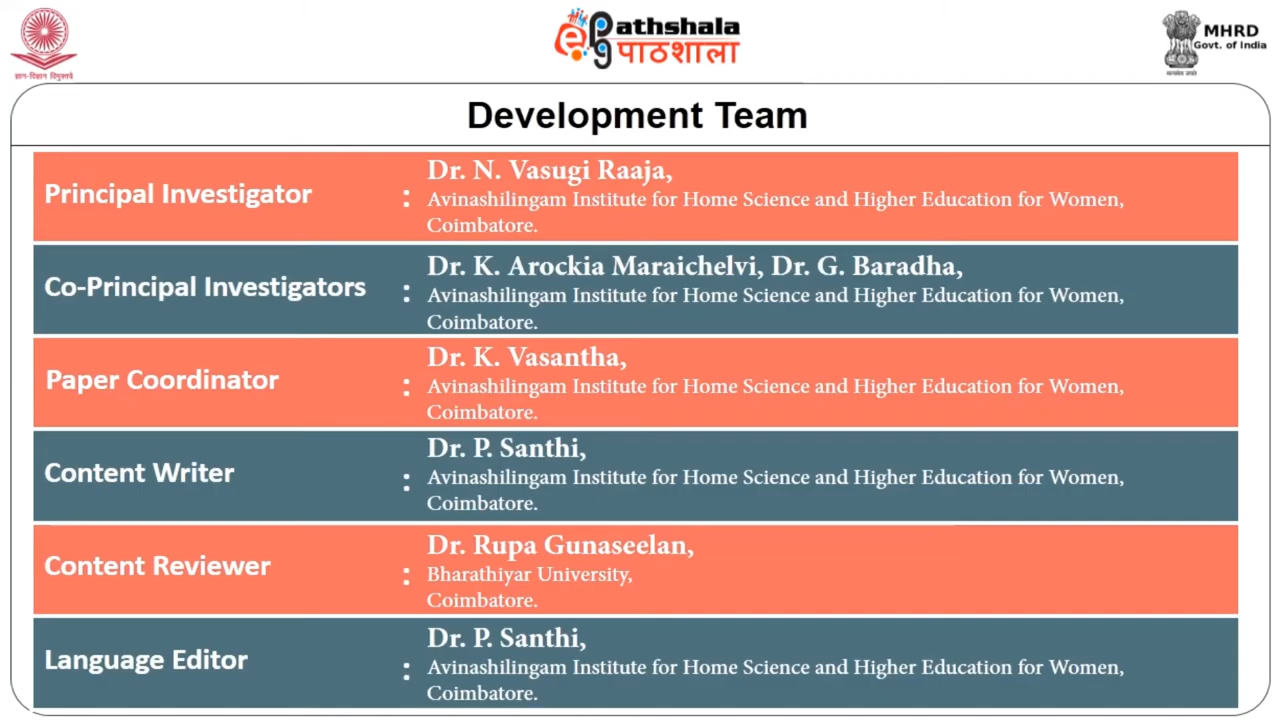 ज्ञान-विज्ञान विमुक्तये
ePg Pathshala
पाठशाला
MHRD
Govt. of India
सत्यमेव जयते
Development Team
Principal Investigator : Dr. N. Vasugi Raaja,
Avinashilingam Institute for Home Science and Higher Education for Women,
Coimbatore.
Co-Principal Investigators : Dr. K. Arockia Maraichelvi, Dr. G. Baradha,
Avinashilingam Institute for Home Science and Higher Education for Women,
Coimbatore.
Paper Coordinator : Dr. K. Vasantha,
Avinashilingam Institute for Home Science and Higher Education for Women,
Coimbatore.
Content Writer : Dr. P. Santhi,
Avinashilingam Institute for Home Science and Higher Education for Women,
Coimbatore.
Content Reviewer : Dr. Rupa Gunaseelan,
Bharathiyar University,
Coimbatore.
Language Editor : Dr. P. Santhi,
Avinashilingam Institute for Home Science and Higher Education for Women,
Coimbatore.